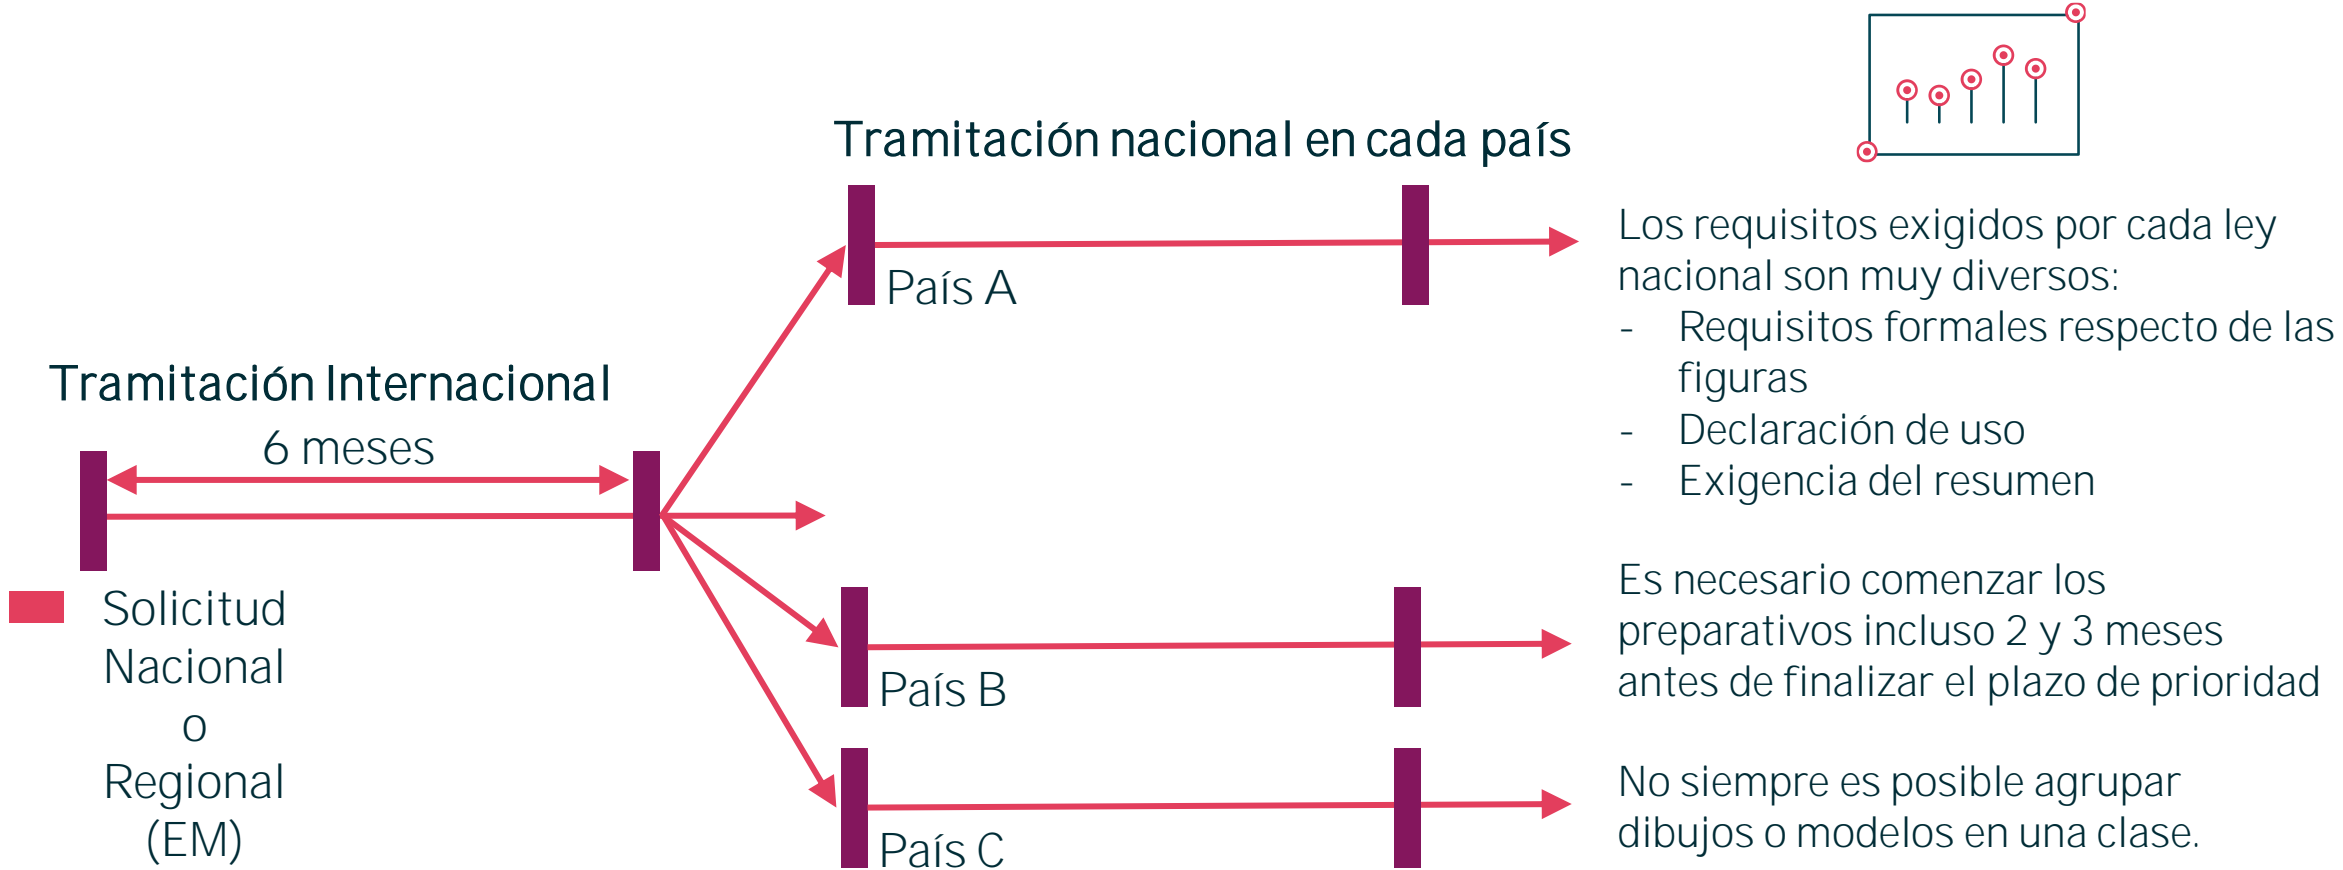 Tramitación nacional en cada país
País A
Tramitación Internacional
6 meses
Solicitud
Nacional
o
Regional
(EM)
País B
País C
Los requisitos exigidos por cada ley
nacional son muy diversos:
- Requisitos formales respecto de las
figuras
- Declaración de uso
- Exigencia del resumen
Es necesario comenzar los
preparativos incluso 2 y 3 meses
antes de finalizar el plazo de prioridad
No siempre es posible agrupar
dibujos o modelos en una clase.